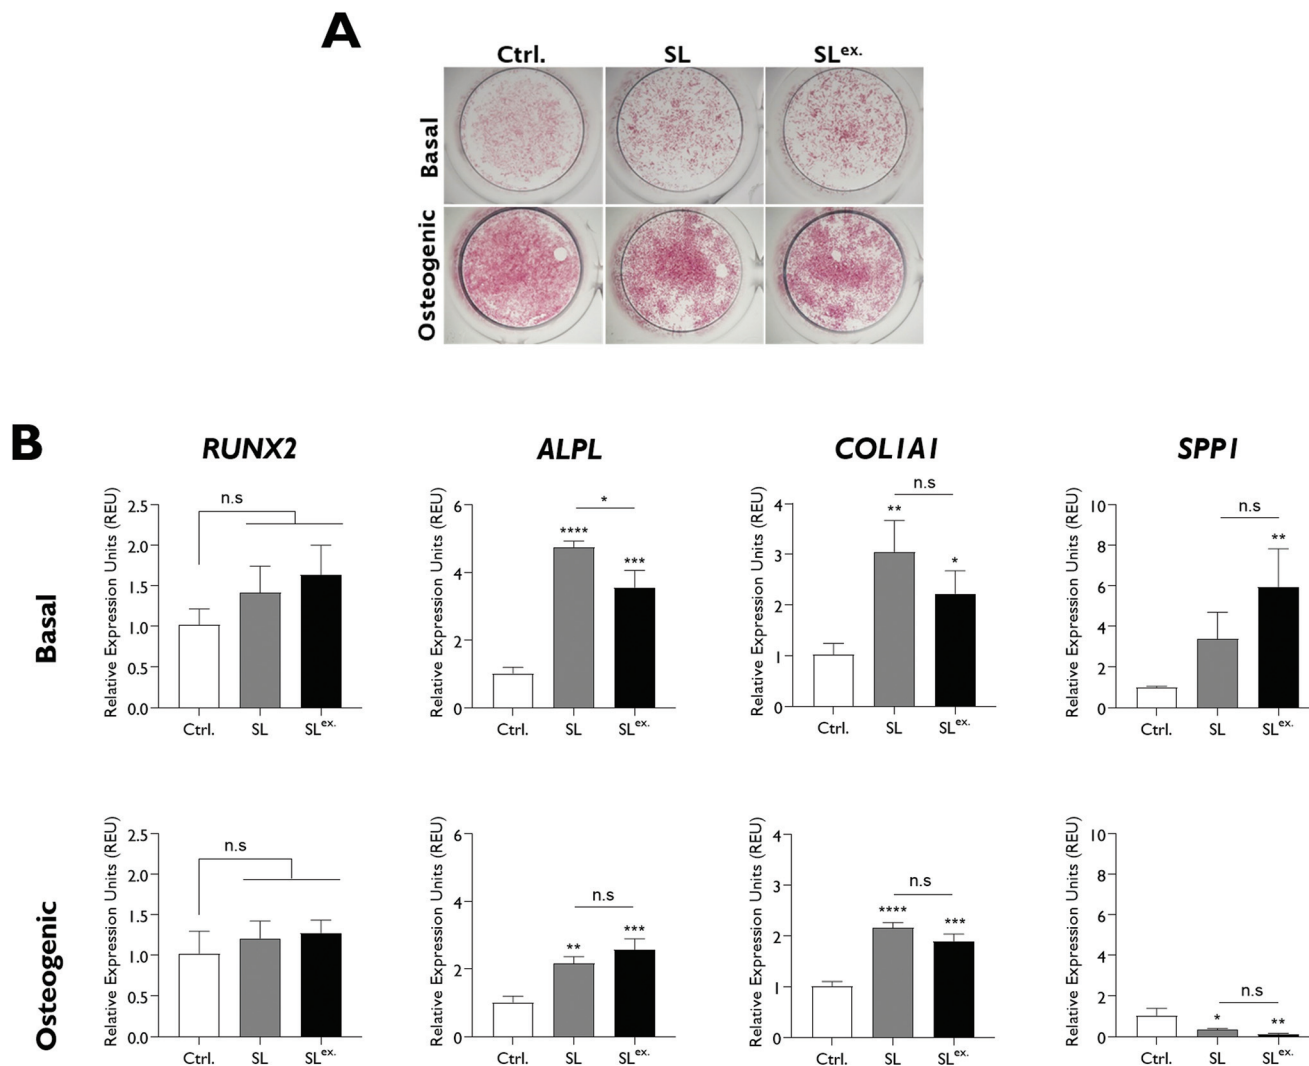 A
Ctrl. SL SLex.
Basal
Osteogenic
B
RUNX2 ALPL COL1A1 SPP1
Basal
Relative Expression Units (REU)
2.5
2.0
1.5
1.0
0.5
0.0
n.s
Ctrl. SL SLex.
Relative Expression Units (REU)
6
4
2
0
*
**** ***
Ctrl. SL SLex.
Relative Expression Units (REU)
4
3
2
1
0
n.s
** *
Ctrl. SL SLex.
Relative Expression Units (REU)
10
8
6
4
2
0
n.s
**
Ctrl. SL SLex.
Osteogenic
Relative Expression Units (REU)
2.5
2.0
1.5
1.0
0.5
0.0
n.s
Ctrl. SL SLex.
Relative Expression Units (REU)
6
4
2
0
n.s
** ***
Ctrl. SL SLex.
Relative Expression Units (REU)
4
3
2
1
0
n.s
**** ***
Ctrl. SL SLex.
Relative Expression Units (REU)
10
8
6
4
2
0
n.s
* **
Ctrl. SL SLex.